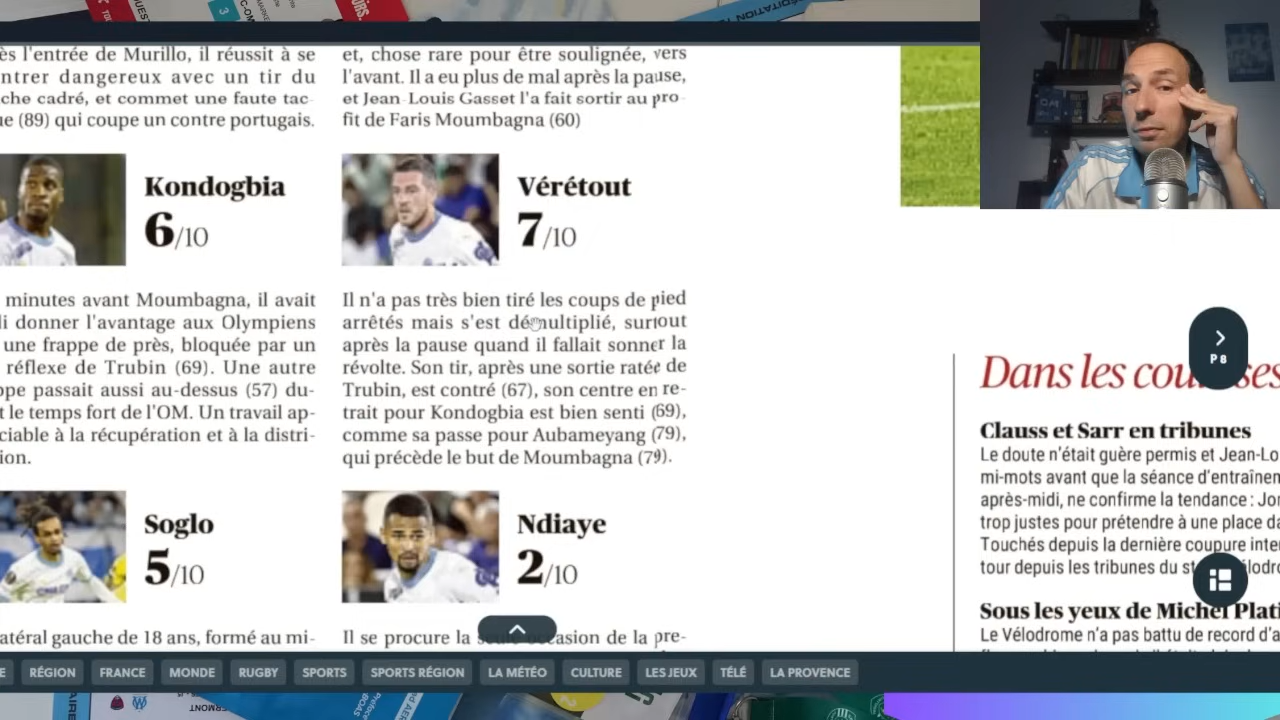 ès l'entrée de Murillo, il réussit à se
ntrer dangereux avec un tir du
che cadré, et commet une faute tac-
ue (89) qui coupe un contre portugais.
et, chose rare pour être soulignée, vers
l'avant. Il a eu plus de mal après la pause,
et Jean-Louis Gasset l'a fait sortir au pro-
fit de Faris Moumbagna (60)
Kondogbia
6/10
minutes avant Moumbagna, il avait
li donner l'avantage aux Olympiens
une frappe de près, bloquée par un
réflexe de Trubin (69). Une autre
ppe passait aussi au-dessus (57) du-
t le temps fort de l'OM. Un travail ap-
ciable à la récupération et à la distri-
ion.
Vérétout
7/10
Il n'a pas très bien tiré les coups de pied
arrêtés mais s'est démultiplié, surtout
après la pause quand il fallait sonner la
révolte. Son tir, après une sortie ratée de
Trubin, est contré (67), son centre en re-
trait pour Kondogbia est bien senti (69),
comme sa passe pour Aubameyang (79),
qui précède le but de Moumbagna (79).
Soglo
5/10
atéral gauche de 18 ans, formé au mi-
Ndiaye
2/10
Il se procure la seule occasion de la pre-
P8
Dans les cou ses
Clauss et Sarr en tribunes
Le doute n'était guère permis et Jean-Lo
mi-mots avant que la séance d'entraînem
après-midi, ne confirme la tendance : Jo
trop justes pour prétendre à une place da
Touchés depuis la dernière coupure inter
tour depuis les tribunes du st élodro
Sous les yeux de Michel Plati
Le Vélodrome n'a pas battu de record d'a
E
RÉGION
FRANCE
MONDE
RUGBY
SPORTS
SPORTS RÉGION
LA MÉTÉO
CULTURE
LES JEUX
TÉLÉ
LA PROVENCE